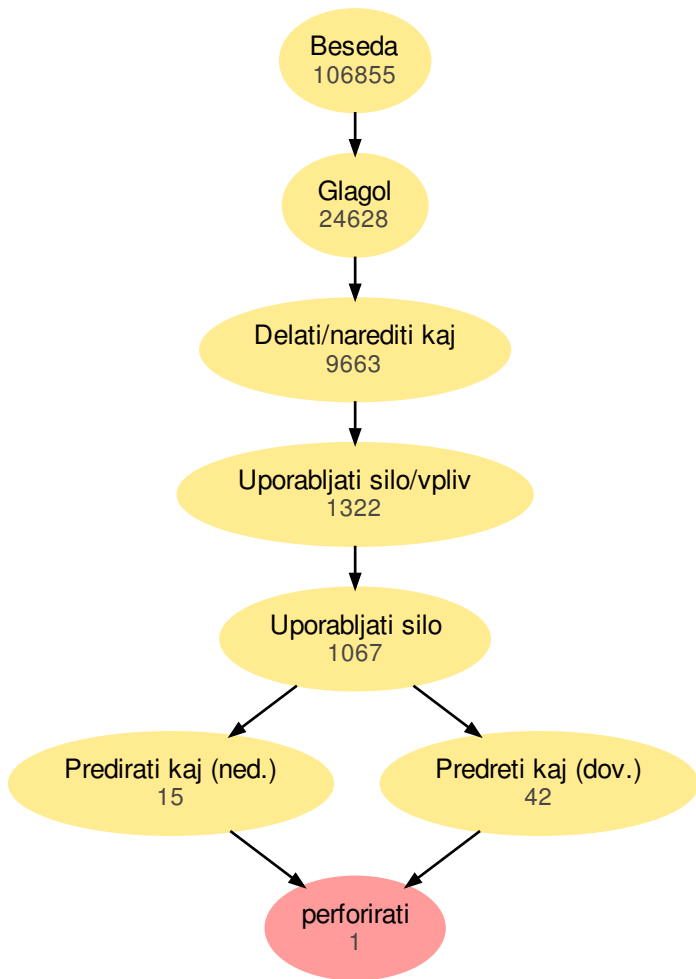 Beseda
106855
Glagol
24628
Delati/narediti kaj
9663
Uporabljati silo/vpliv
1322
Uporabljati silo
1067
Predirati kaj (ned.)
15
Predreti kaj (dov.)
42
perforirati
1